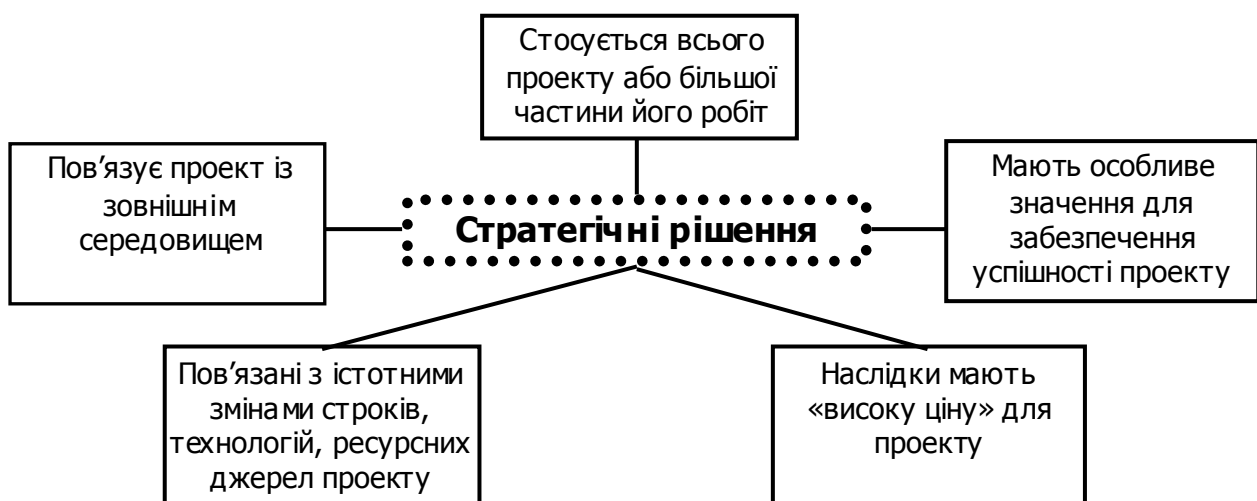 Стосується всього
проекту або більшої
частини його робіт
Пов’язує проект із
зовнішнім
середовищем
Стратегічні рішення
Мають особливе
значення для
забезпечення
успішності проекту
Пов’язані з істотними
змінами строків,
технологій, ресурсних
джерел проекту
Наслідки мають
«високу ціну» для
проекту